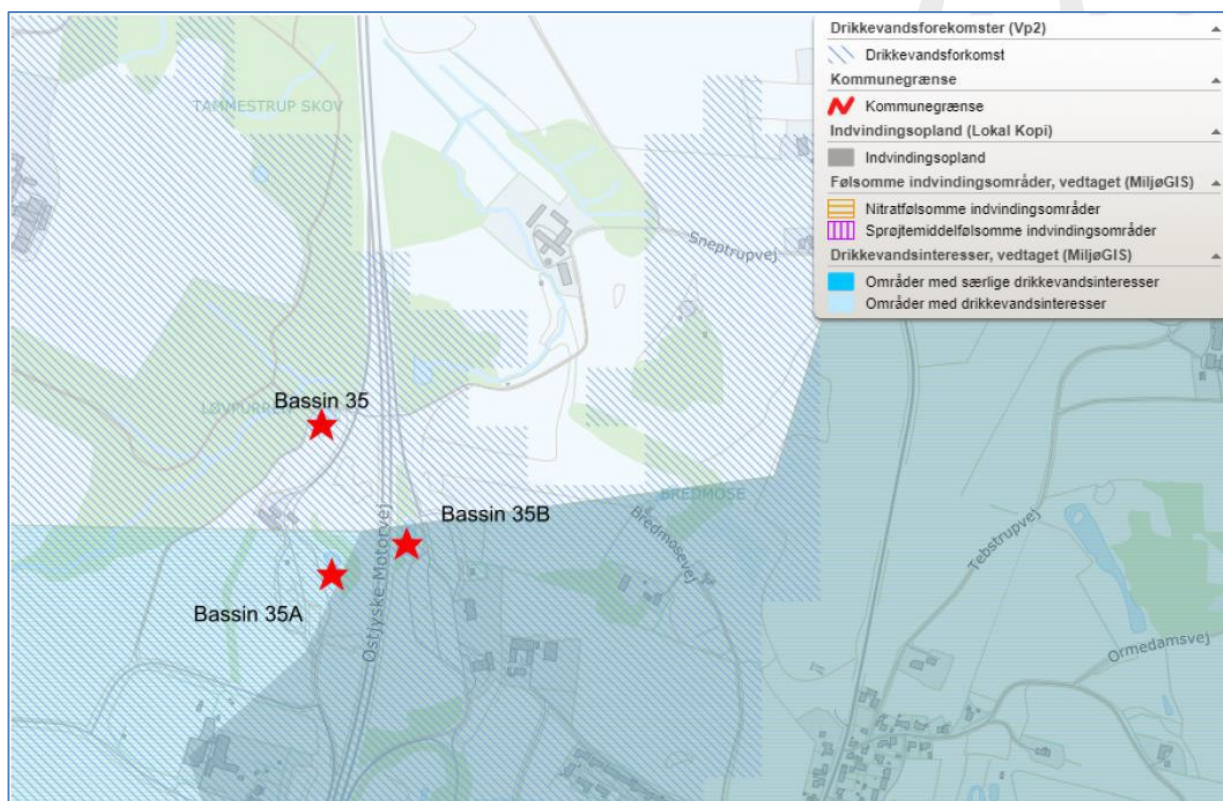 Drikkevandsforekomster (Vp2)
Drikkevandsforkomst
Kommunegrænse
Kommunegrænse
Indvindingsopland (Lokal Kopi)
Indvindingsopland
Følsomme indvindingsområder, vedtaget (MiljøGIS)
Nitratfølsomme indvindingsområder
Sprøjtemiddelfølsomme indvindingsområder
Drikkevandsinteresser, vedtaget (MiljøGIS)
Områder med særlige drikkevandsinteresser
Områder med drikkevandsinteresser
TAMMESTRUP SKOV
Sneptrupvej
Bassin 35
BREDMOSE
Bassin 35B
Bredmosevej
Tebstrupvej
Østjyske Motorvej
Bassin 35A
Ormedamsvej